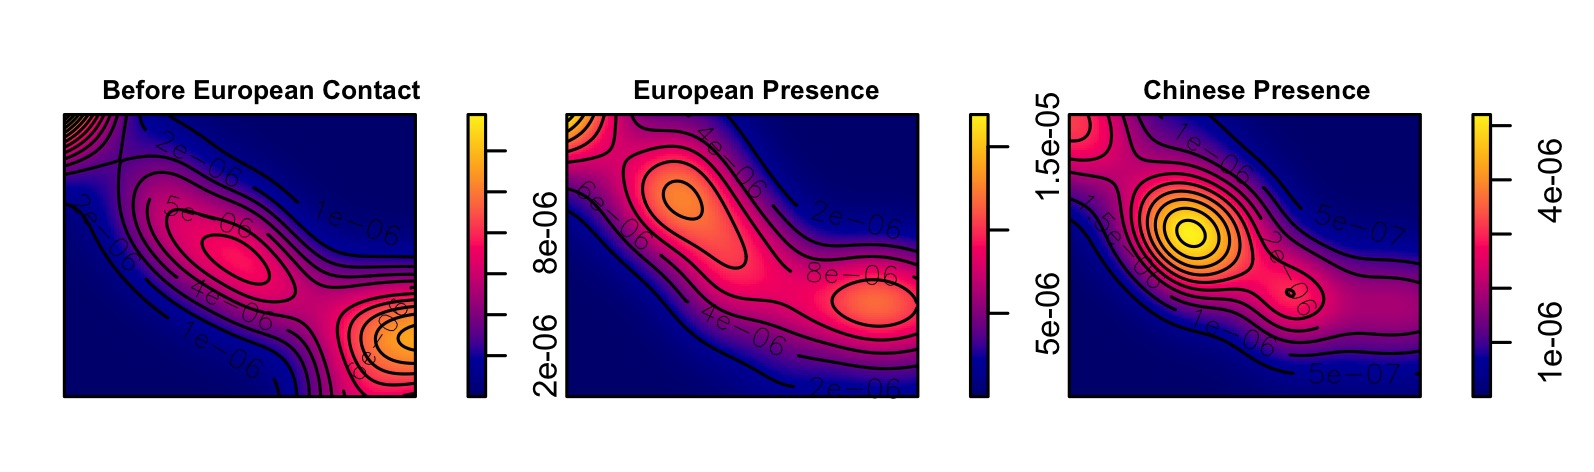 Before European Contact
2e-06
1e-06
5e-06
2e-06
4e-06
1e-06
8e-06
2e-06
8e-06
European Presence
4e-06
6e-06
2e-06
8e-06
4e-06
2e-06
5e-06
1.5e-05
Chinese Presence
1e-06
5e-07
1.5e-06
2e-06
1e-06
5e-07
1e-06
4e-06